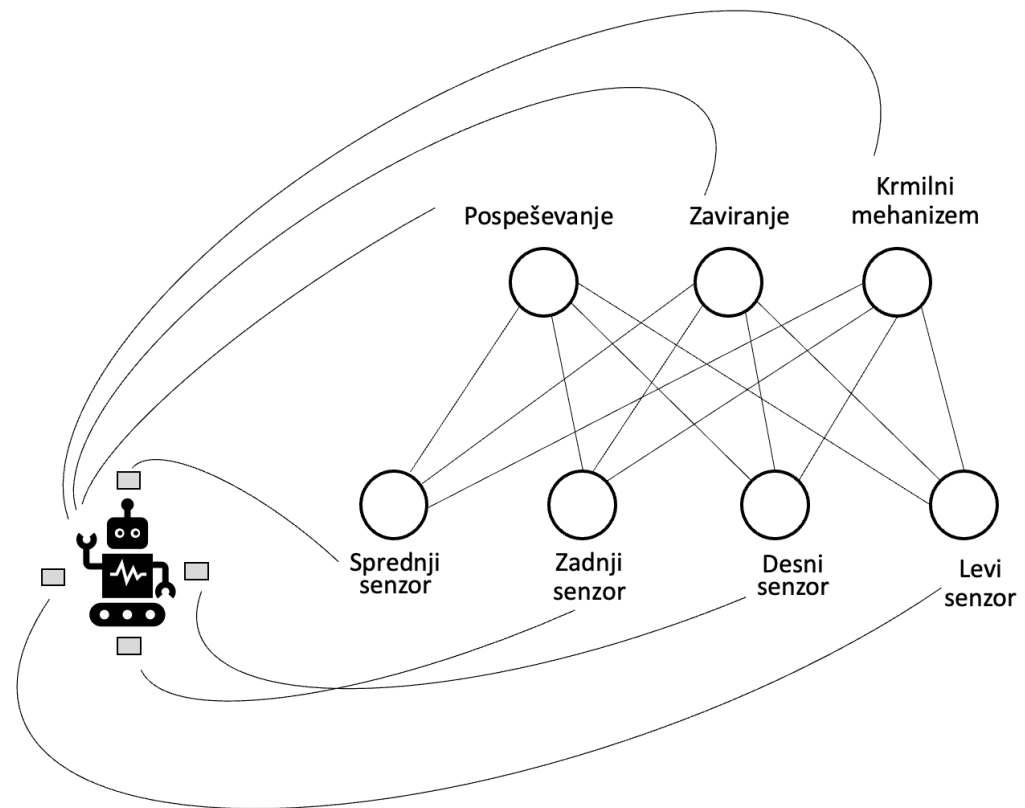 Krmilni
mehanizem
Pospeševanje
Zaviranje
Sprednji
senzor
Zadnji
senzor
Desni
senzor
Levi
senzor